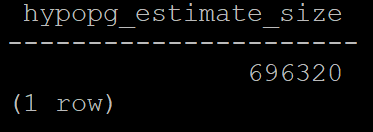 hypopg_estimate_size
----------------------
696320
(1 row)